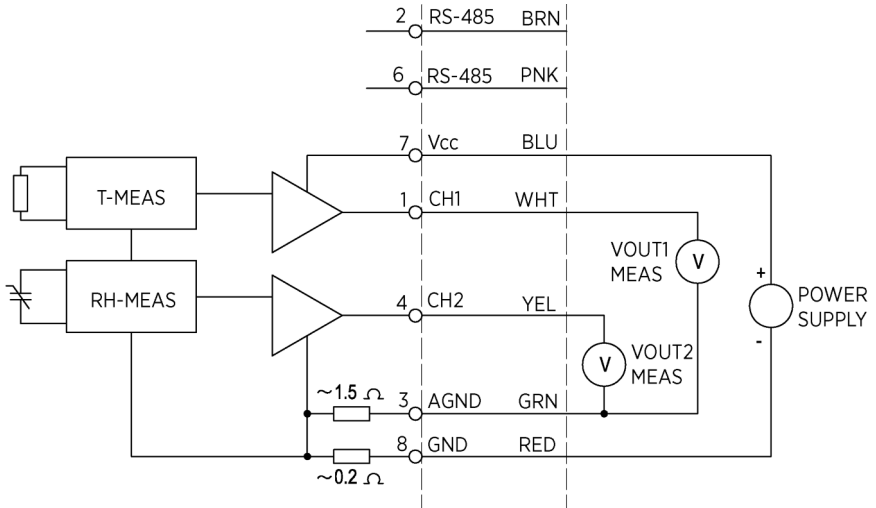 2 RS-485 BRN
6 RS-485 PNK
7 Vcc BLU
T-MEAS
1 CH1 WHT
VOUT1
MEAS
V
RH-MEAS
4 CH2 YEL
+
POWER
SUPPLY
-
V
VOUT2
MEAS
~1.5 Ω
3 AGND GRN
8 GND RED
~0.2 Ω